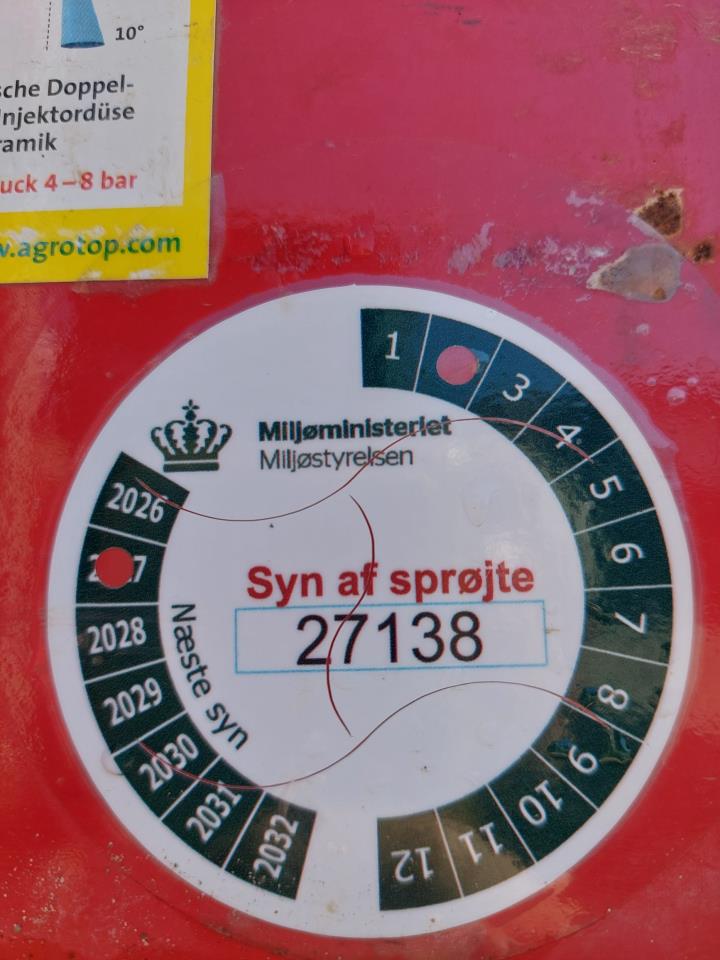 10°
sche Doppel-
Injektordüse
ramik
uck 4–8 bar
w.agrotop.com
Miljøministeriet
Miljøstyrelsen
Syn af sprøjte
27138
Næste syn
1
3
4
5
6
7
8
9
10
11
12
2026
2028
2029
2030
2031
2032